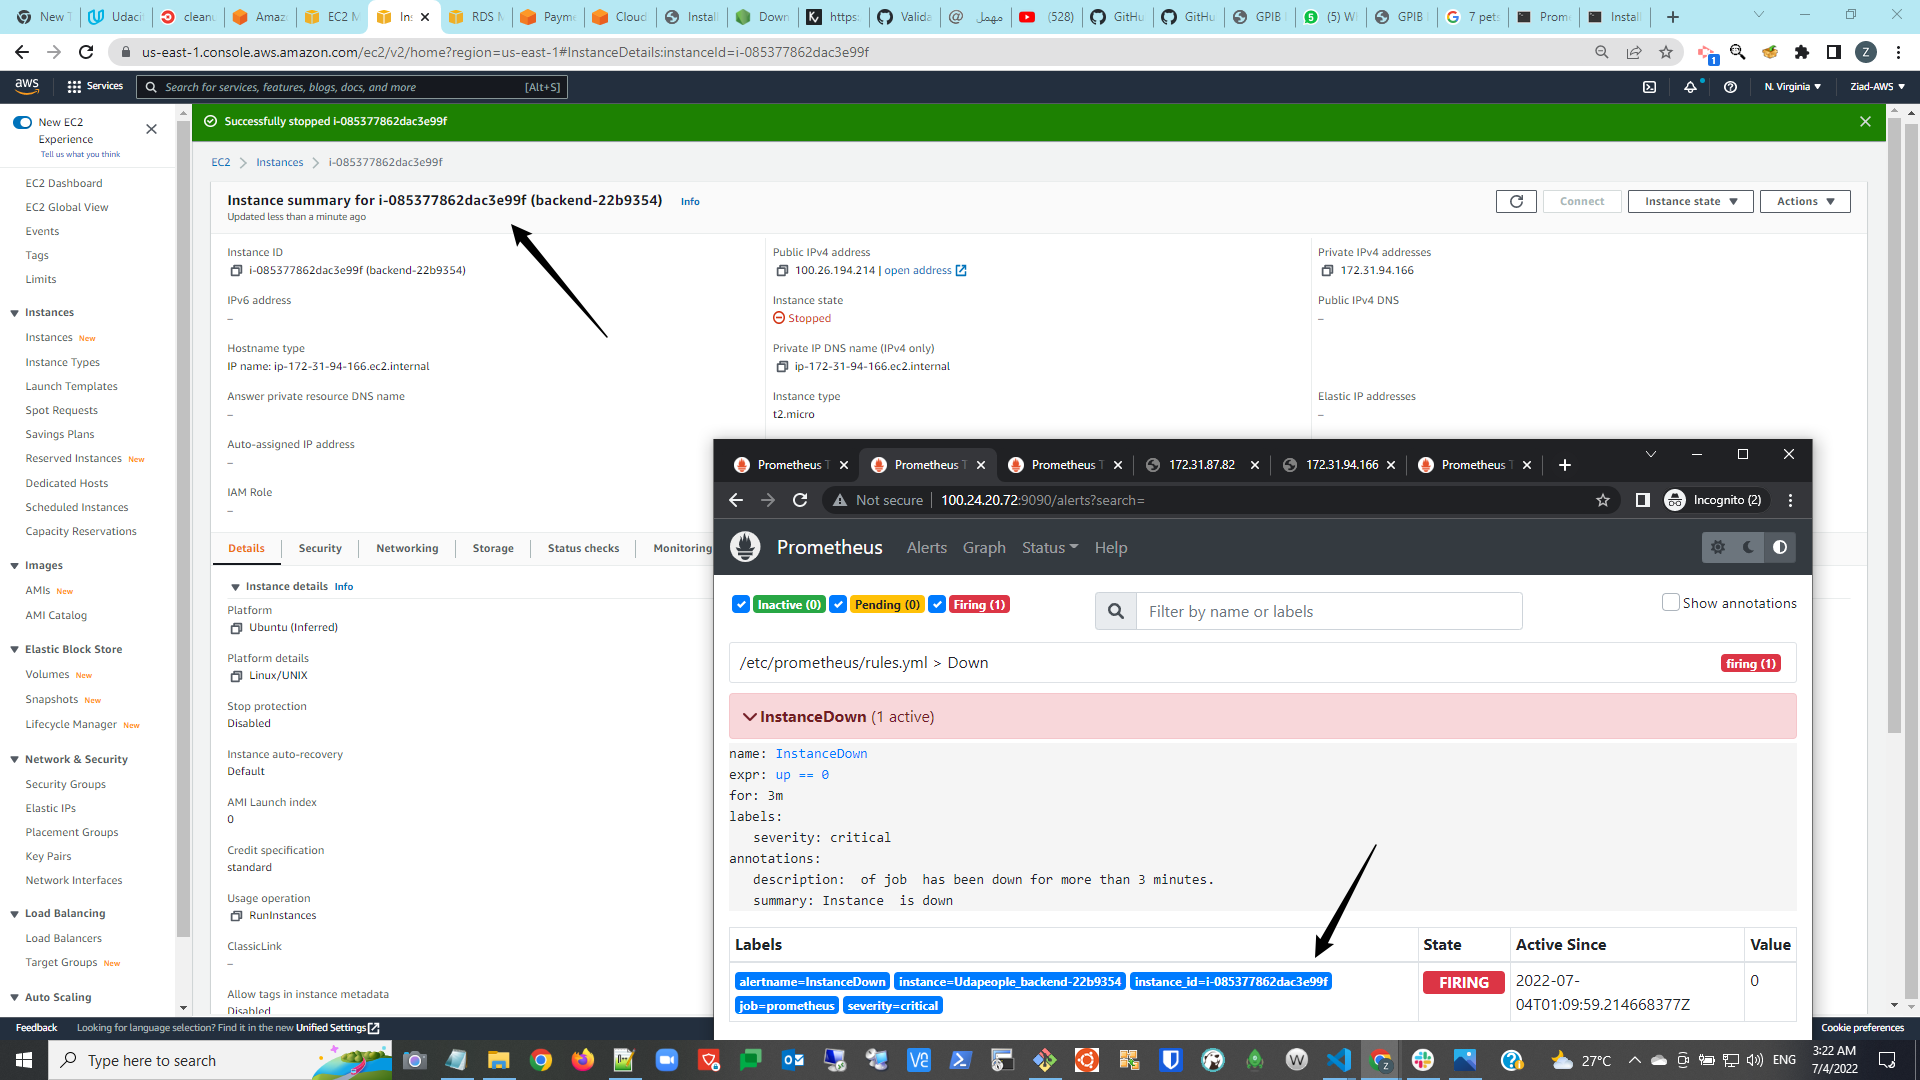 New T
Udaci
cleanu
Amaz
EC2 M
Ins
RDS M
Payme
Cloud
Install
Down
https:
Valida
مهمل
(528)
GitHu
GitHu
GPIB
(5) W
GPIB
7 pets
Prom
Install
us-east-1.console.aws.amazon.com/ec2/v2/home?region=us-east-1#InstanceDetails:instanceId=i-085377862dac3e99f
1
Z
aws
Services
Search for services, features, blogs, docs, and more
[Alt+S]
N. Virginia
Ziad-AWS
New EC2
Experience
Tell us what you think
Successfully stopped i-085377862dac3e99f
EC2 Dashboard
EC2 Global View
Events
Tags
Limits
Instances
Instances New
Instance Types
Launch Templates
Spot Requests
Savings Plans
Reserved Instances New
Dedicated Hosts
Scheduled Instances
Capacity Reservations
Images
AMIs New
AMI Catalog
Elastic Block Store
Volumes New
Snapshots New
Lifecycle Manager New
Network & Security
Security Groups
Elastic IPs
Placement Groups
Key Pairs
Network Interfaces
Load Balancing
Load Balancers
Target Groups New
Auto Scaling
EC2 > Instances > i-085377862dac3e99f
Instance summary for i-085377862dac3e99f (backend-22b9354) Info
Updated less than a minute ago
Connect
Instance state
Actions
Instance ID
i-085377862dac3e99f (backend-22b9354)
Public IPv4 address
100.26.194.214 | open address
Private IPv4 addresses
172.31.94.166
IPv6 address
–
Instance state
Stopped
Public IPv4 DNS
–
Hostname type
IP name: ip-172-31-94-166.ec2.internal
Private IP DNS name (IPv4 only)
ip-172-31-94-166.ec2.internal
Answer private resource DNS name
–
Instance type
t2.micro
Elastic IP addresses
–
Auto-assigned IP address
–
IAM Role
–
Details
Security
Networking
Storage
Status checks
Monitoring
Instance details Info
Platform
Ubuntu (Inferred)
Platform details
Linux/UNIX
Stop protection
Disabled
Instance auto-recovery
Default
AMI Launch index
0
Credit specification
standard
Usage operation
RunInstances
ClassicLink
–
Allow tags in instance metadata
Disabled
Prometheus T
Prometheus T
Prometheus T
172.31.87.82
172.31.94.166
Prometheus T
Not secure
100.24.20.72:9090/alerts?search=
Incognito (2)
Prometheus
Alerts
Graph
Status
Help
Inactive (0)
Pending (0)
Firing (1)
Filter by name or labels
Show annotations
/etc/prometheus/rules.yml > Down
firing (1)
InstanceDown (1 active)
name: InstanceDown
expr: up == 0
for: 3m
labels:
severity: critical
annotations:
description:  of job  has been down for more than 3 minutes.
summary: Instance  is down
Labels
State
Active Since
Value
alertname=InstanceDown
instance=Udapeople_backend-22b9354
instance_id=i-085377862dac3e99f
job=prometheus
severity=critical
FIRING
2022-07-
04T01:09:59.214668377Z
0
Feedback
Looking for language selection? Find it in the new Unified Settings
Cookie preferences
Type here to search
27°C
ENG
3:22 AM
7/4/2022